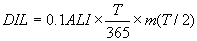 DIL = 0.1ALI × T/365 × m(T / 2)